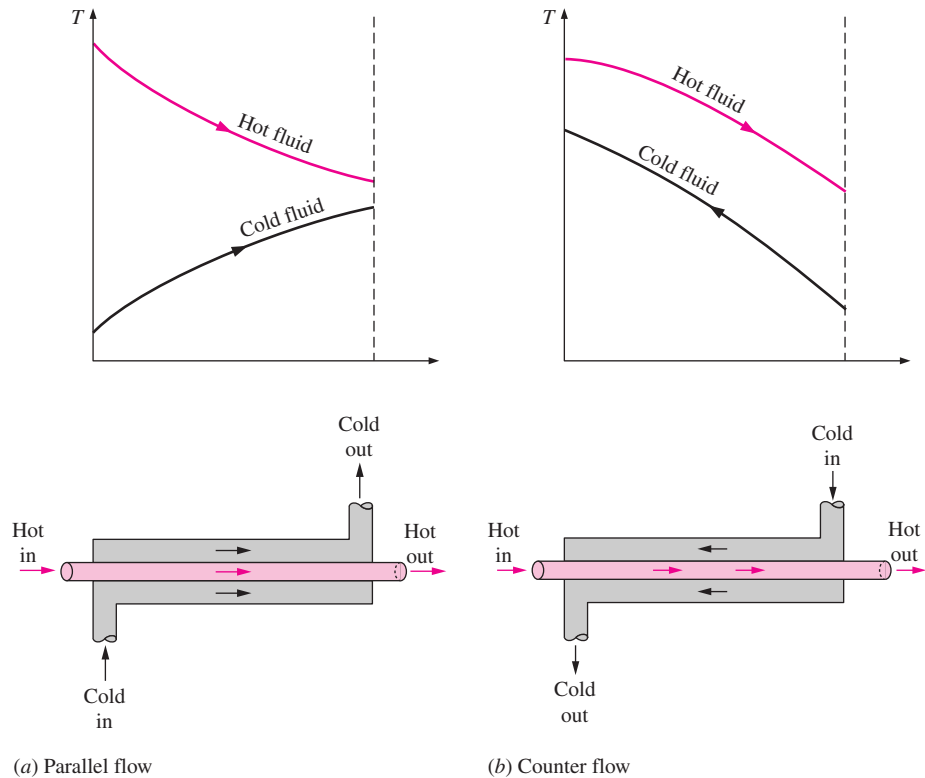 T
Hot fluid
Cold fluid
Cold
out
Hot
in
Hot
out
Cold
in
(a) Parallel flow
T
Hot fluid
Cold fluid
Cold
in
Hot
in
Hot
out
Cold
out
(b) Counter flow